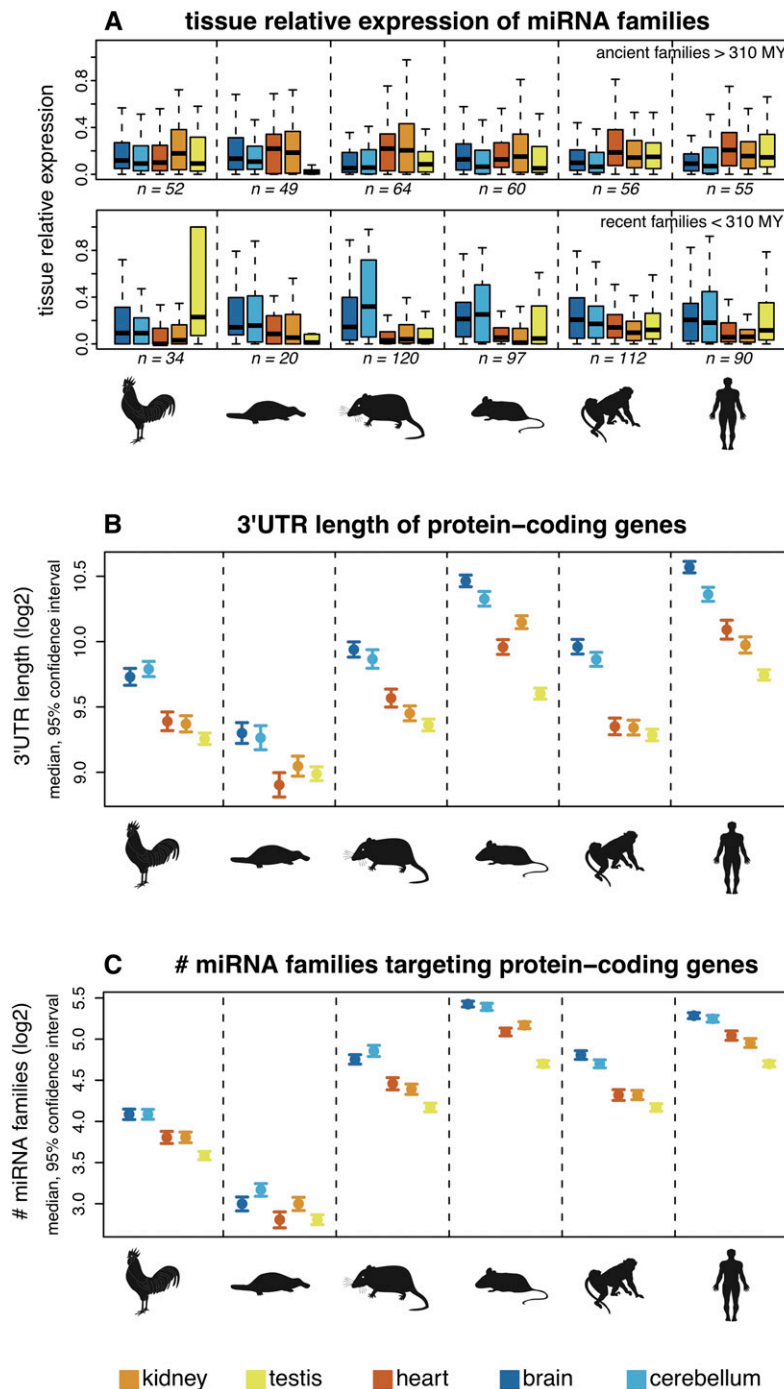 A tissue relative expression of miRNA families
ancient families > 310 MY
tissue relative expression
0.0 0.4 0.8
n = 52 n = 49 n = 64 n = 60 n = 56 n = 55
recent families < 310 MY
tissue relative expression
0.0 0.4 0.8
n = 34 n = 20 n = 120 n = 97 n = 112 n = 90
B 3'UTR length of protein−coding genes
3'UTR length (log2)
median, 95% confidence interval
9.0 9.5 10.0 10.5
C # miRNA families targeting protein−coding genes
# miRNA families (log2)
median, 95% confidence interval
3.0 3.5 4.0 4.5 5.0 5.5
kidney testis heart brain cerebellum